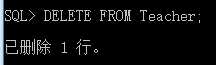 SQL> DELETE FROM Teacher;
已删除 1 行。